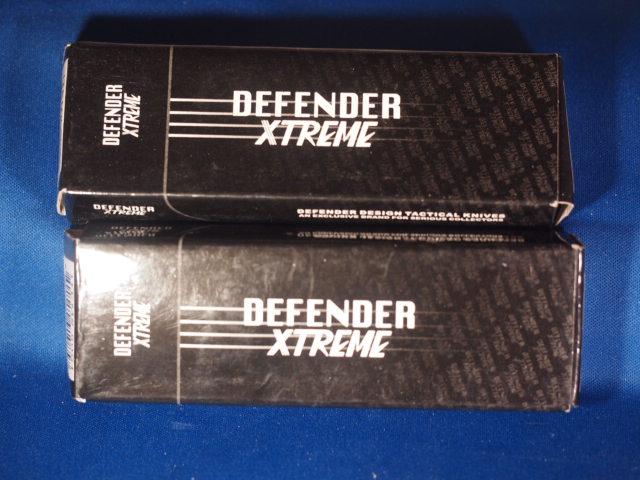 DEFENDER
XTREME
DEFENDER
XTREME
DEFENDER
XTREME
DEFENDER DESIGN TACTICAL KNIVES
AN EXCLUSIVE BRAND FOR SERIOUS COLLECTORS
DEFENDER
XTREME
DEFENDER
XTREME